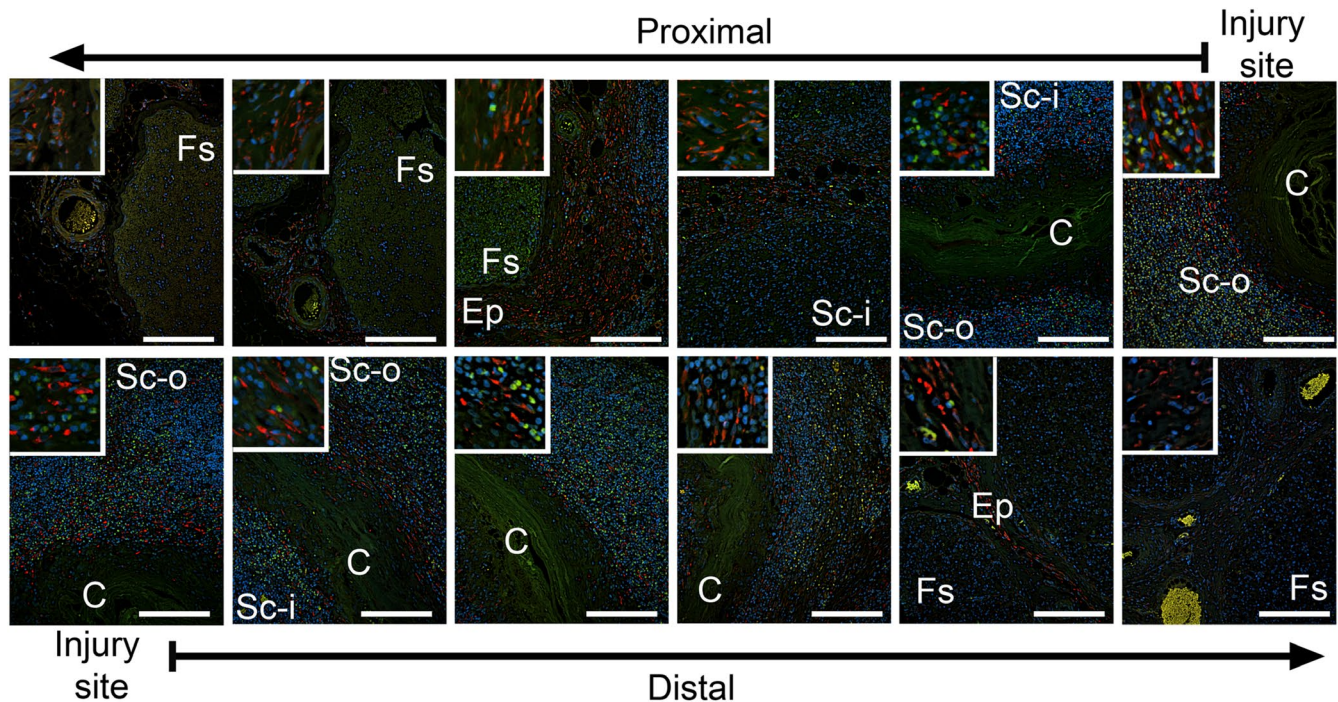 Proximal
Injury
site
Fs
Fs
Fs
Ep
Sc-i
Sc-i
C
Sc-o
C
Sc-o
Sc-o
C
Sc-o
C
Sc-i
C
C
Ep
Fs
Fs
Injury
site
Distal